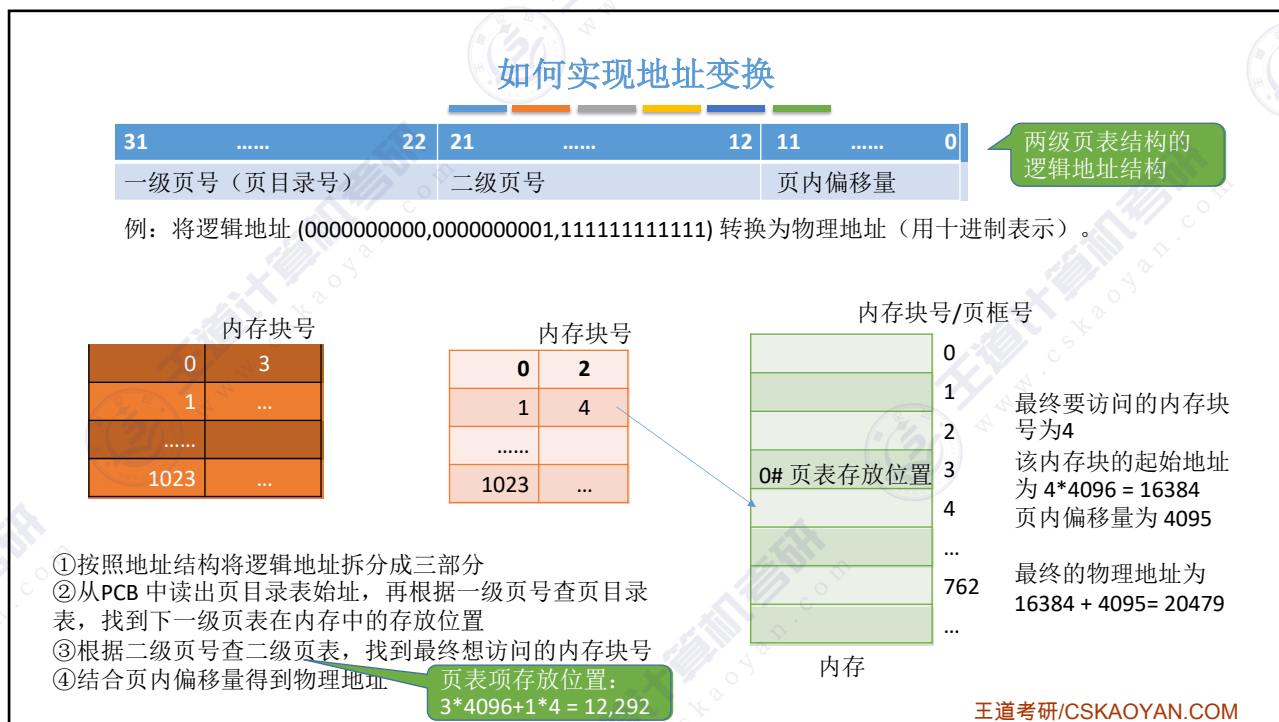 如何实现地址变换
31 …… 22 21 …… 12 11 …… 0
一级页号（页目录号） 二级页号 页内偏移量
两级页表结构的
逻辑地址结构
例：将逻辑地址 (0000000000,0000000001,111111111111) 转换为物理地址（用十进制表示）。
内存块号
0 3
1 …
……
1023 …
内存块号
0 2
1 4
……
1023 …
内存块号/页框号
0
1
2
0# 页表存放位置 3
4
…
762
…
内存
最终要访问的内存块
号为4
该内存块的起始地址
为 4*4096 = 16384
页内偏移量为 4095
最终的物理地址为
16384 + 4095= 20479
①按照地址结构将逻辑地址拆分成三部分
②从PCB 中读出页目录表始址，再根据一级页号查页目录
表，找到下一级页表在内存中的存放位置
③根据二级页号查二级页表，找到最终想访问的内存块号
④结合页内偏移量得到物理地址
页表项存放位置：
3*4096+1*4 = 12,292
王道考研/CSKAOYAN.COM
王道计算机考研
www.cskaoyan.com